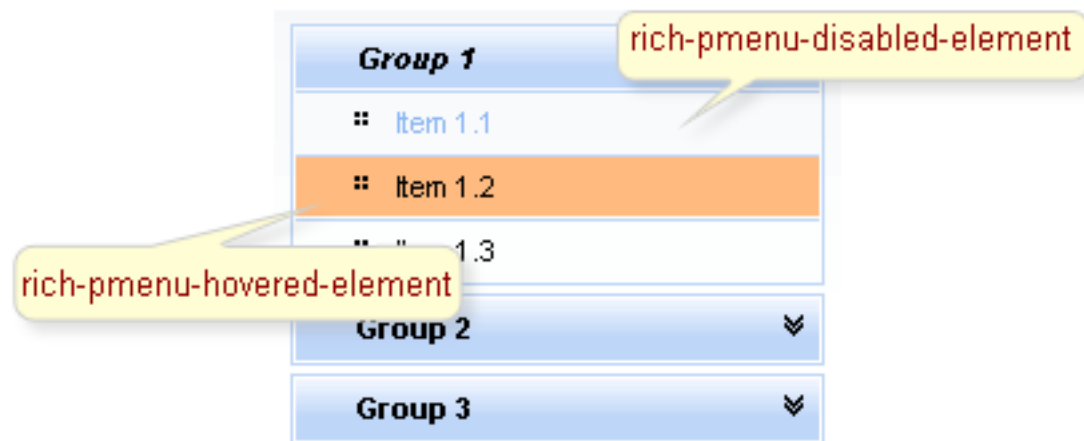 Group 1
rich-pmenu-disabled-element
Item 1.1
Item 1.2
1.3
rich-pmenu-hovered-element
Group 2
Group 3